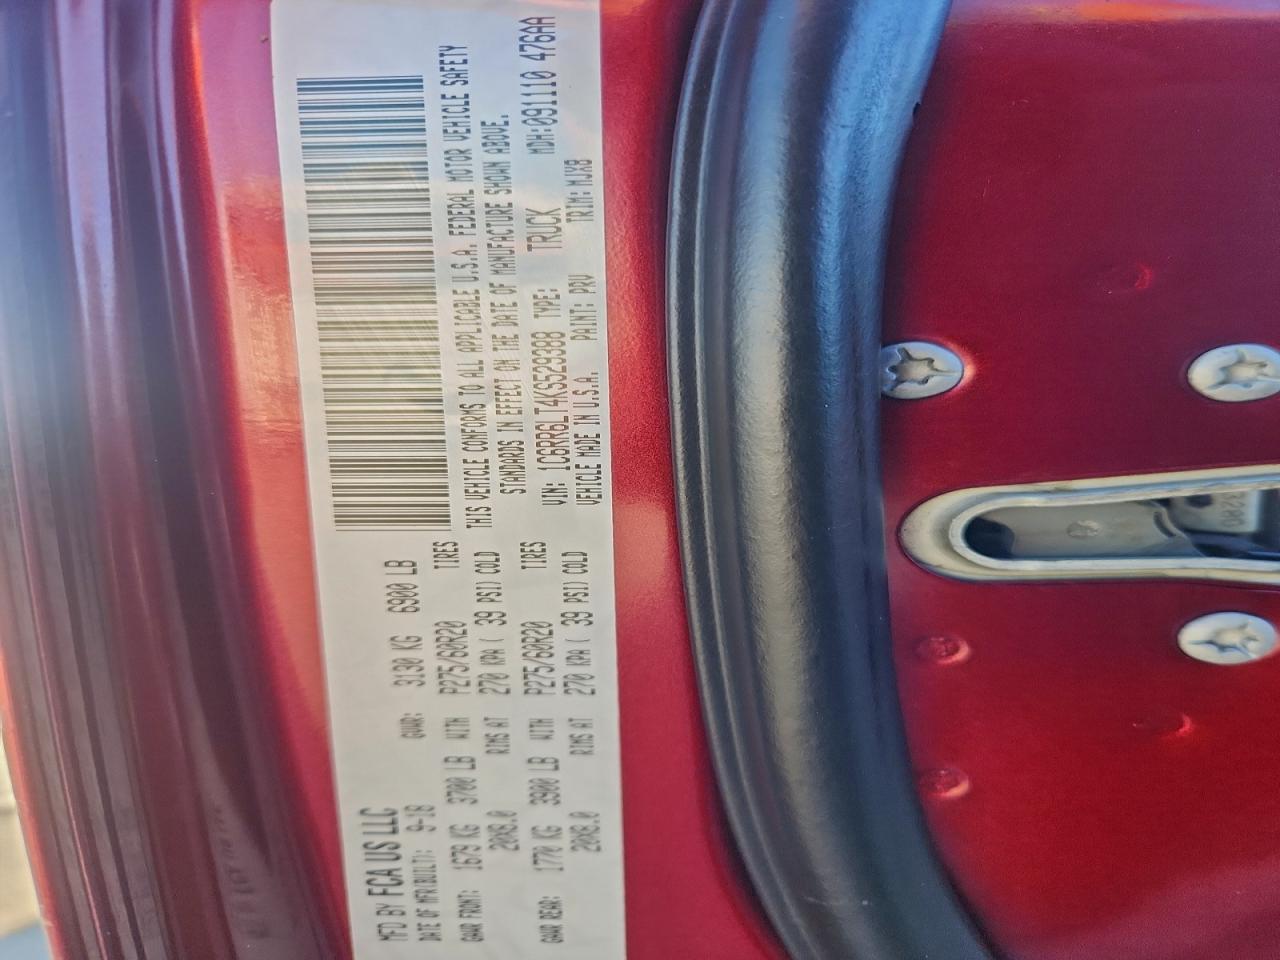 MFD BY FCA US LLC
DATE OF MFR(BUILT): 9-18 GVWR: 3130 KG 6900 LB
GAWR FRONT: 1679 KG 3700 LB WITH P275/60R20 TIRES
20X8.0 RIMS AT 270 KPA ( 39 PSI) COLD
GAWR REAR: 1770 KG 3900 LB WITH P275/60R20 TIRES
20X8.0 RIMS AT 270 KPA ( 39 PSI) COLD
THIS VEHICLE CONFORMS TO ALL APPLICABLE U.S.A. FEDERAL MOTOR VEHICLE SAFETY
STANDARDS IN EFFECT ON THE DATE OF MANUFACTURE SHOWN ABOVE.
VIN: 1C6RR6LT4KS529388 TYPE: TRUCK MDH:091110 476AA
VEHICLE MADE IN U.S.A. PAINT: PRV TRIM: MJX8